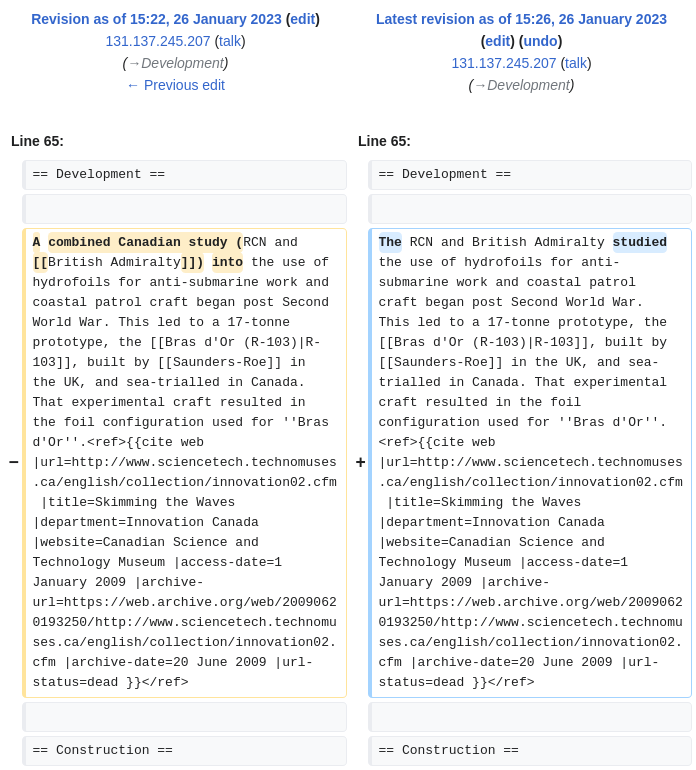 Revision as of 15:22, 26 January 2023 (edit)
131.137.245.207 (talk)
(→Development)
← Previous edit
Latest revision as of 15:26, 26 January 2023
(edit) (undo)
131.137.245.207 (talk)
(→Development)
Line 65:
Line 65:
== Development ==
== Development ==
−
A combined Canadian study (RCN and
[[British Admiralty]]) into the use of
hydrofoils for anti-submarine work and
coastal patrol craft began post Second
World War. This led to a 17-tonne
prototype, the [[Bras d'Or (R-103)|R-
103]], built by [[Saunders-Roe]] in
the UK, and sea-trialled in Canada.
That experimental craft resulted in
the foil configuration used for ''Bras
d'Or''.<ref>{{cite web
|url=http://www.sciencetech.technomuses
.ca/english/collection/innovation02.cfm
|title=Skimming the Waves
|department=Innovation Canada
|website=Canadian Science and
Technology Museum |access-date=1
January 2009 |archive-
url=https://web.archive.org/web/2009062
0193250/http://www.sciencetech.technomu
ses.ca/english/collection/innovation02.
cfm |archive-date=20 June 2009 |url-
status=dead }}</ref>
+
The RCN and British Admiralty studied
the use of hydrofoils for anti-
submarine work and coastal patrol
craft began post Second World War.
This led to a 17-tonne prototype, the
[[Bras d'Or (R-103)|R-103]], built by
[[Saunders-Roe]] in the UK, and sea-
trialled in Canada. That experimental
craft resulted in the foil
configuration used for ''Bras d'Or''.
<ref>{{cite web
|url=http://www.sciencetech.technomuses
.ca/english/collection/innovation02.cfm
|title=Skimming the Waves
|department=Innovation Canada
|website=Canadian Science and
Technology Museum |access-date=1
January 2009 |archive-
url=https://web.archive.org/web/2009062
0193250/http://www.sciencetech.technomu
ses.ca/english/collection/innovation02.
cfm |archive-date=20 June 2009 |url-
status=dead }}</ref>
== Construction ==
== Construction ==